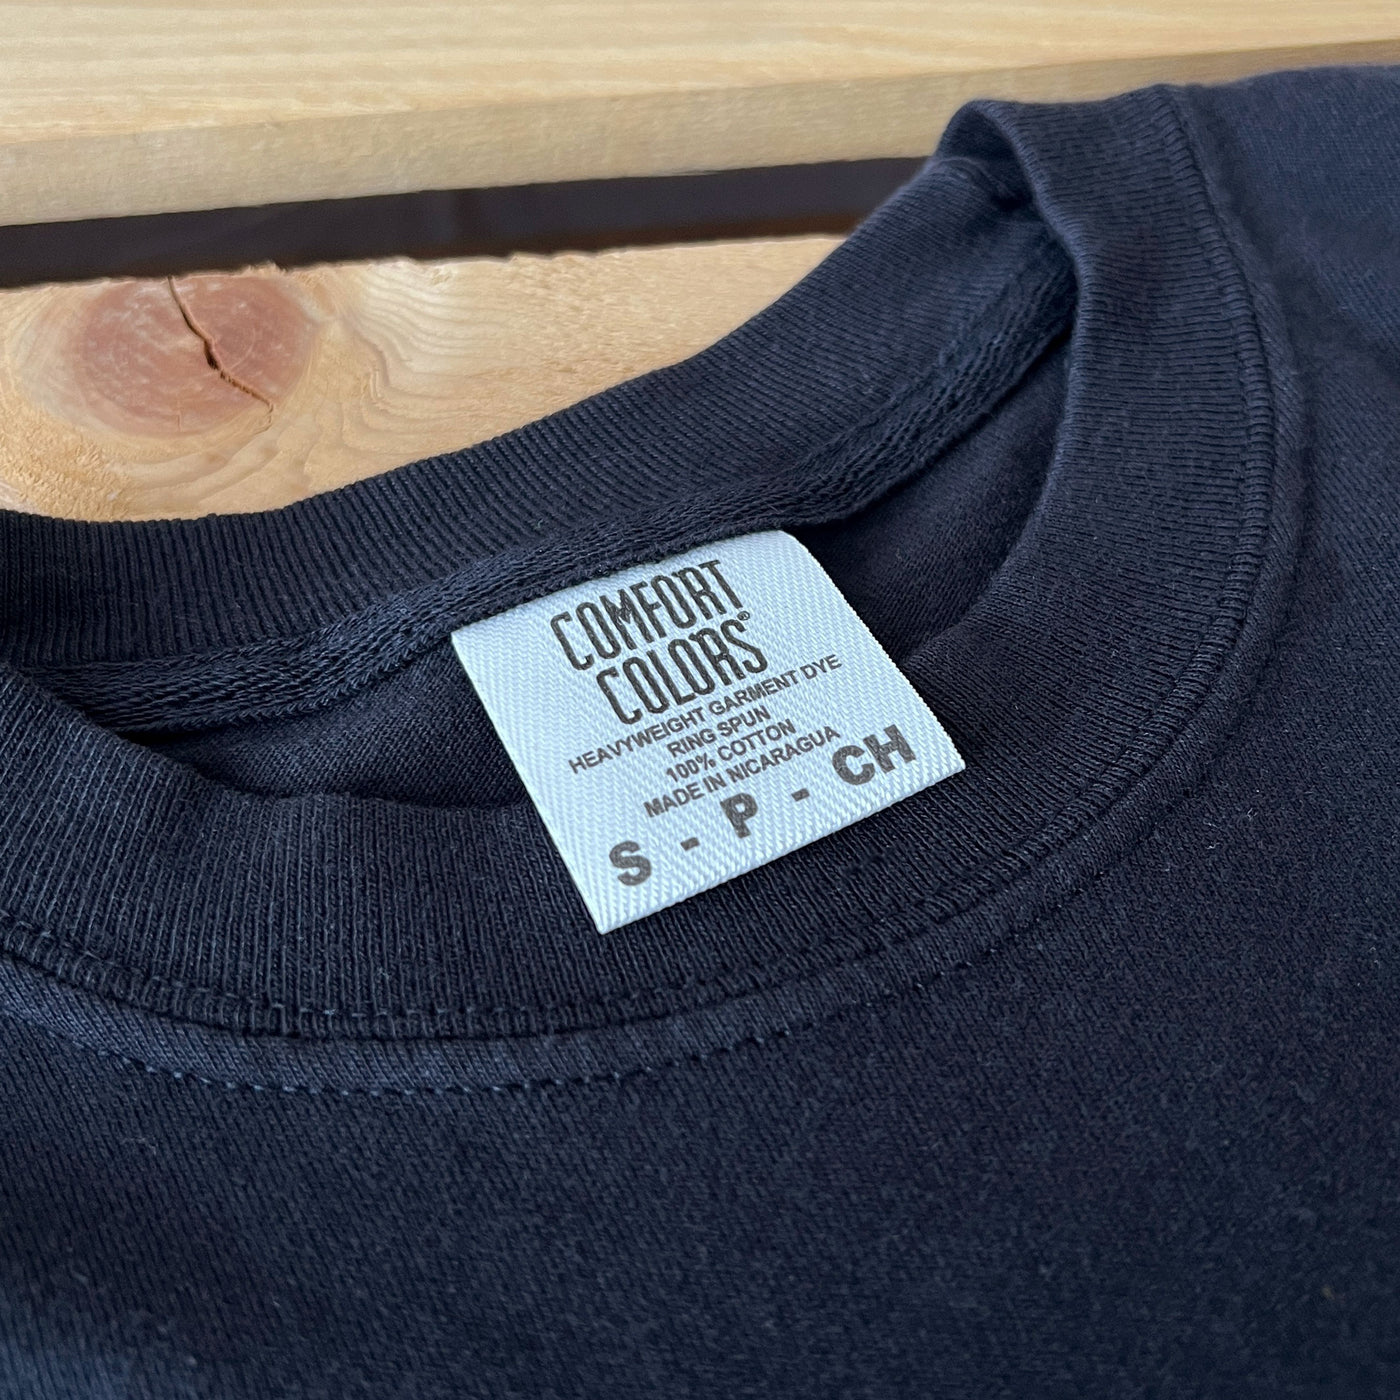 COMFORT
COLORS®
HEAVYWEIGHT GARMENT DYE
RING SPUN
100% COTTON
MADE IN NICARAGUA
S - P - CH